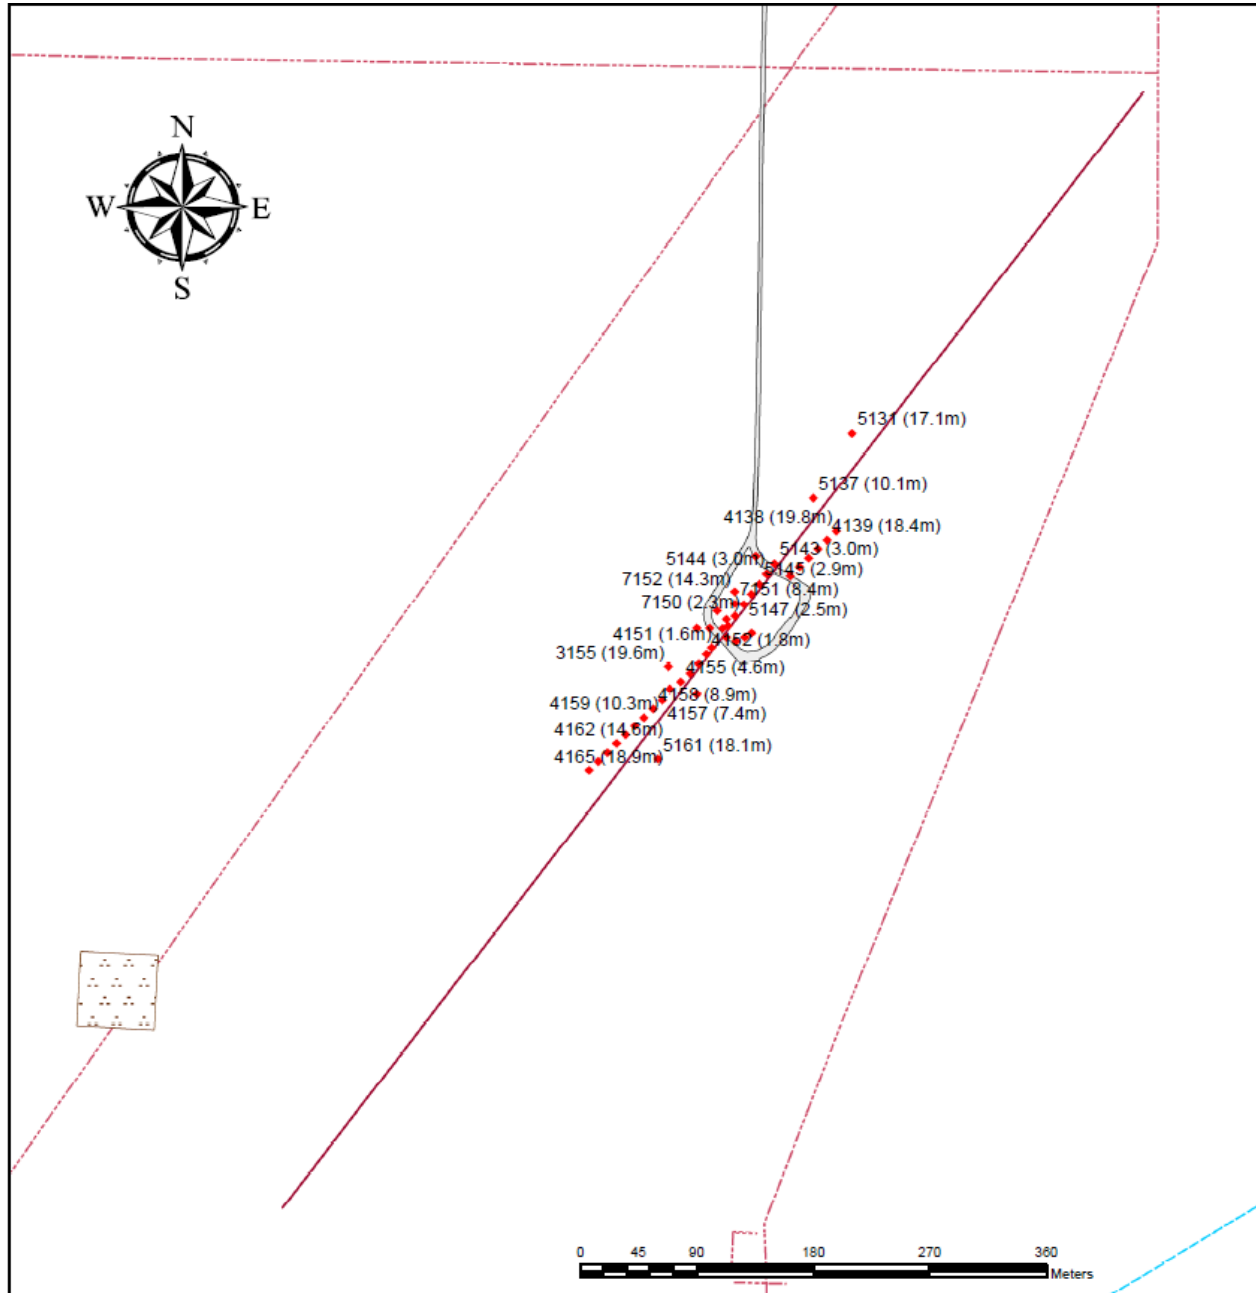 N
W E
S
5131 (17.1m)
5137 (10.1m)
4138 (19.8m)
4139 (18.4m)
5143 (3.0m)
5144 (3.0m)
5145 (2.9m)
7152 (14.3m)
7151 (8.4m)
7150 (2.3m)
5147 (2.5m)
4151 (1.6m)
4152 (1.8m)
3155 (19.6m)
4155 (4.6m)
4158 (8.9m)
4159 (10.3m)
4157 (7.4m)
4162 (14.6m)
5161 (18.1m)
4165 (18.9m)
0 45 90 180 270 360
Meters